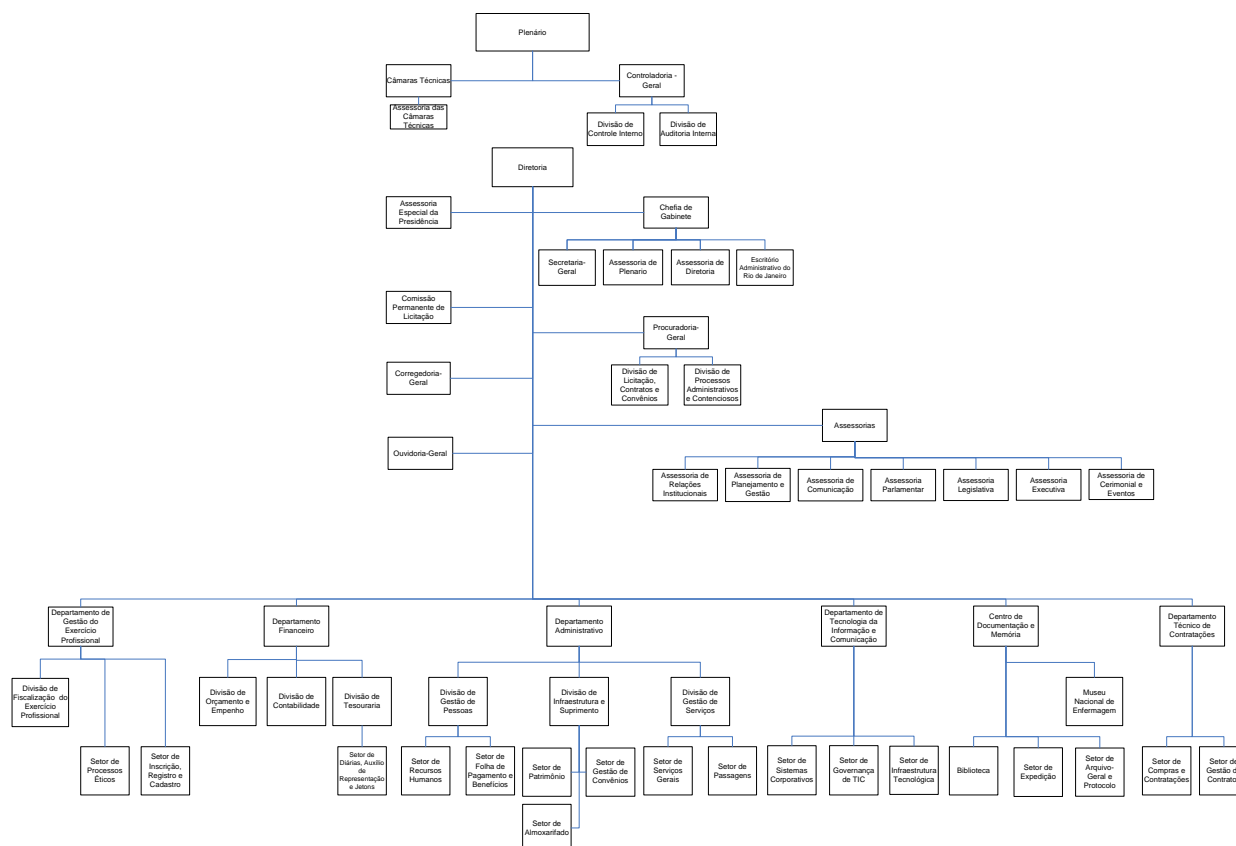 Plenário
Câmaras Técnicas
Controladoria -
Geral
Assessoria das
Câmaras
Técnicas
Divisão de
Controle Interno
Divisão de
Auditoria Interna
Diretoria
Assessoria
Especial da
Presidência
Chefia de
Gabinete
Secretaria-
Geral
Assessoria de
Plenario
Assessoria de
Diretoria
Escritório
Administrativo do
Rio de Janeiro
Comissão
Permanente de
Licitação
Procuradoria-
Geral
Corregedoria-
Geral
Divisão de
Licitação,
Contratos e
Convênios
Divisão de
Processos
Administrativos
e Contenciosos
Assessorias
Ouvidoria-Geral
Assessoria de
Relações
Institucionais
Assessoria de
Planejamento e
Gestão
Assessoria de
Comunicação
Assessoria
Parlamentar
Assessoria
Legislativa
Assessoria
Executiva
Assessoria de
Cerimonial e
Eventos
Departamento de
Gestão do
Exercício
Profissional
Departamento
Financeiro
Departamento
Administrativo
Departamento de
Tecnologia da
Informação e
Comunicação
Centro de
Documentação e
Memória
Departamento
Técnico de
Contratações
Divisão de
Fiscalização do
Exercício
Profissional
Divisão de
Orçamento e
Empenho
Divisão de
Contabilidade
Divisão de
Tesouraria
Divisão de
Gestão de
Pessoas
Divisão de
Infraestrutura e
Suprimento
Divisão de
Gestão de
Serviços
Museu
Nacional de
Enfermagem
Setor de
Processos
Éticos
Setor de
Inscrição,
Registro e
Cadastro
Setor de
Diárias, Auxílio
de
Representação
e Jetons
Setor de
Recursos
Humanos
Setor de
Folha de
Pagamento e
Benefícios
Setor de
Patrimônio
Setor de
Gestão de
Convênios
Setor de
Serviços
Gerais
Setor de
Passagens
Setor de
Sistemas
Corporativos
Setor de
Governança
de TIC
Setor de
Infraestrutura
Tecnológica
Biblioteca
Setor de
Expedição
Setor de
Arquivo-
Geral e
Protocolo
Setor de
Compras e
Contratações
Setor de
Gestão de
Contratos
Setor de
Almoxarifado